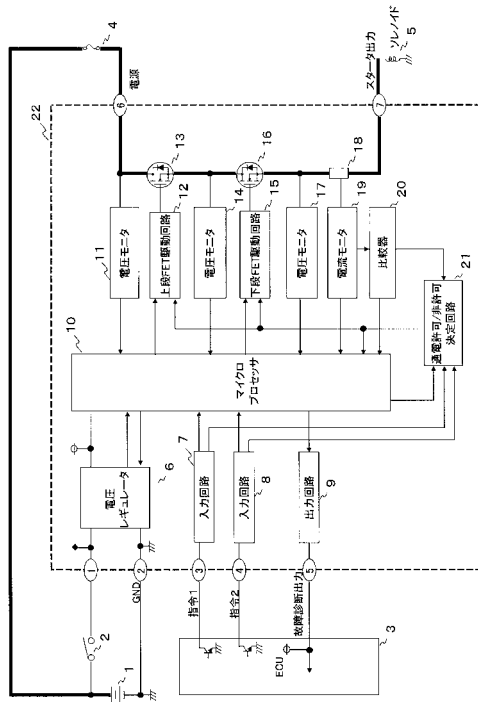 22
4
6
電源
13
16
18
7
スタータ出力
ソレノイド
5
11
電圧モニタ
12
上段FET駆動回路
14
電圧モニタ
15
下段FET駆動回路
17
電圧モニタ
19
電流モニタ
20
比較器
21
通電許可/非許可
決定回路
10
マイクロ
プロセッサ
電圧
レギュレータ
6
7
入力回路
8
入力回路
9
出力回路
1
2
GND
3
指令1
4
指令2
5
故障診断出力
2
1
ECU
3